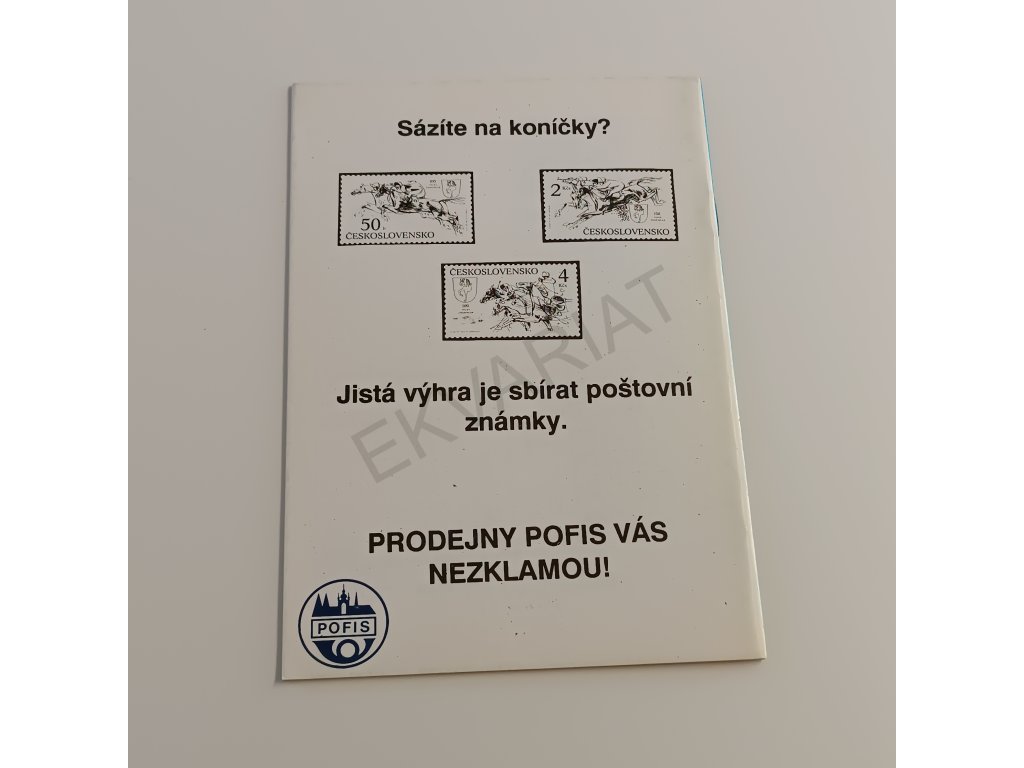 Sázíte na koníčky?
50
h
ČESKOSLOVENSKO
2 Kčs
ČESKOSLOVENSKO
ČESKOSLOVENSKO
4
Kčs
Jistá výhra je sbírat poštovní
známky.
EKVARIAT
PRODEJNY POFIS VÁS
NEZKLAMOU!
POFIS